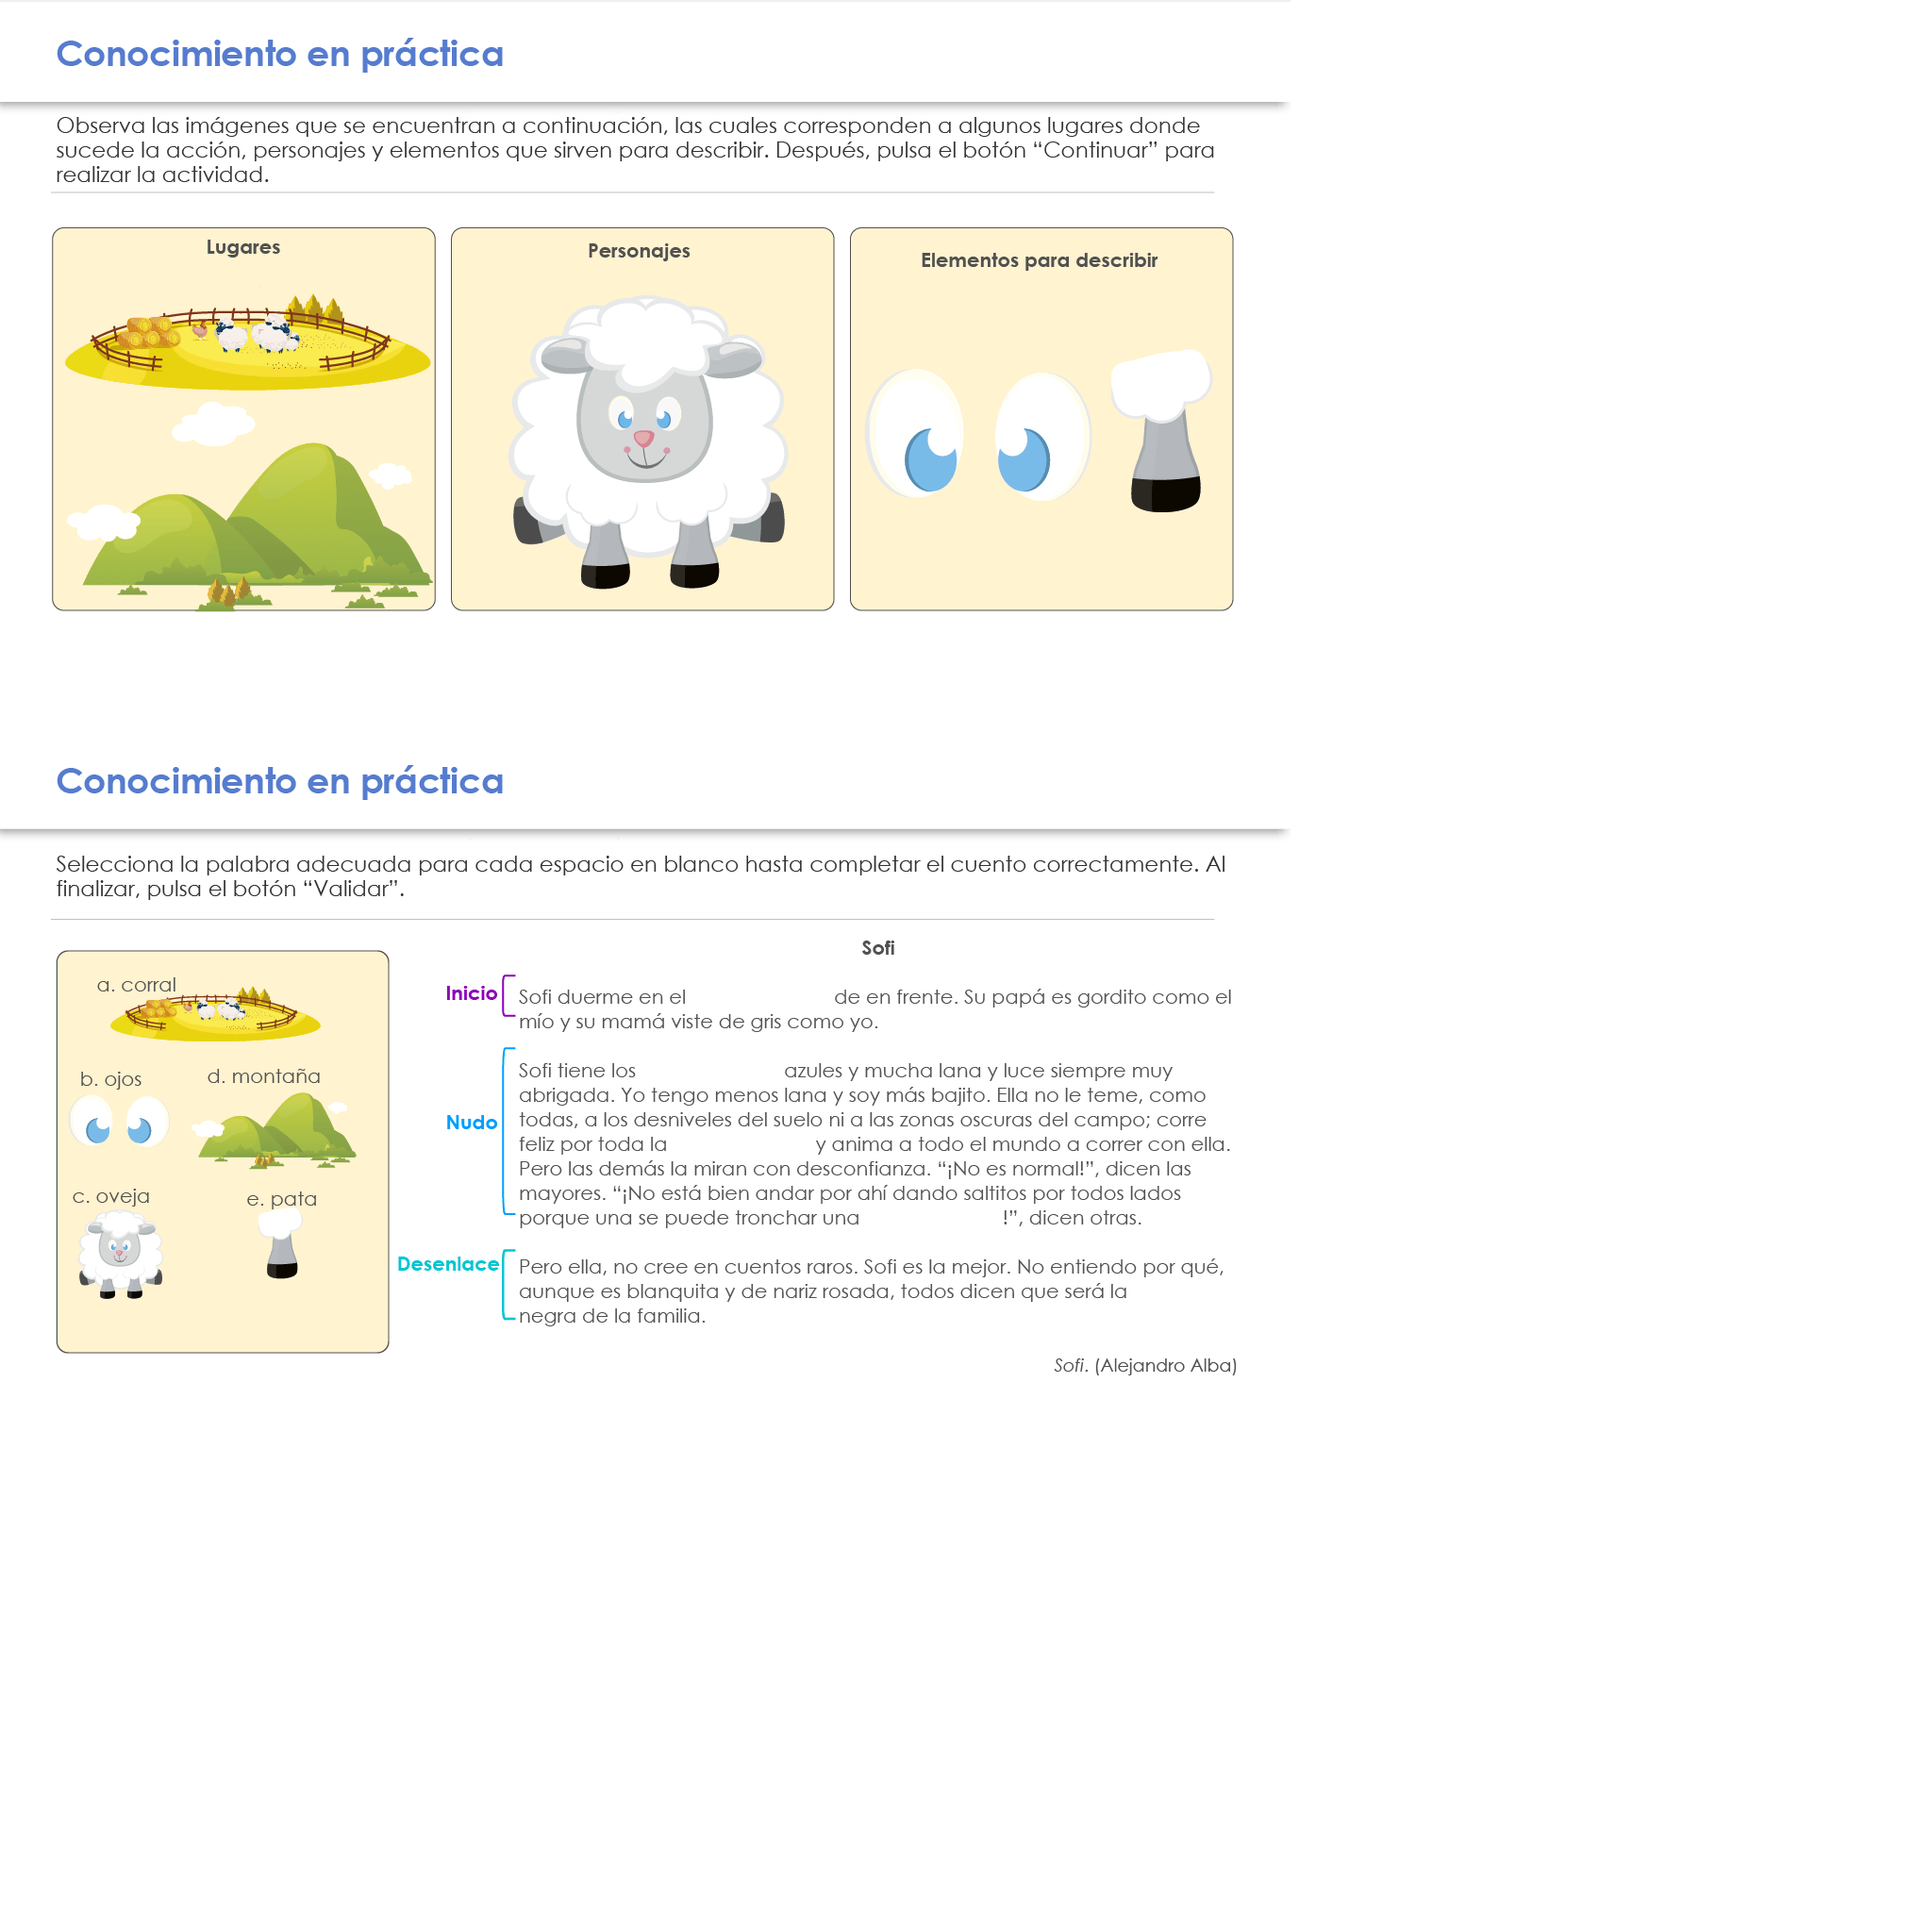 Conocimiento en práctica
Observa las imágenes que se encuentran a continuación, las cuales corresponden a algunos lugares donde
sucede la acción, personajes y elementos que sirven para describir. Después, pulsa el botón “Continuar” para
realizar la actividad.
Lugares
Personajes
Elementos para describir
Conocimiento en práctica
Selecciona la palabra adecuada para cada espacio en blanco hasta completar el cuento correctamente. Al
finalizar, pulsa el botón “Validar”.
a. corral
b. ojos
d. montaña
c. oveja
e. pata
Sofi
Inicio
Sofi duerme en el de en frente. Su papá es gordito como el
mío y su mamá viste de gris como yo.
Nudo
Sofi tiene los azules y mucha lana y luce siempre muy
abrigada. Yo tengo menos lana y soy más bajito. Ella no le teme, como
todas, a los desniveles del suelo ni a las zonas oscuras del campo; corre
feliz por toda la y anima a todo el mundo a correr con ella.
Pero las demás la miran con desconfianza. “¡No es normal!”, dicen las
mayores. “¡No está bien andar por ahí dando saltitos por todos lados
porque una se puede tronchar una !”, dicen otras.
Desenlace
Pero ella, no cree en cuentos raros. Sofi es la mejor. No entiendo por qué,
aunque es blanquita y de nariz rosada, todos dicen que será la
negra de la familia.
Sofi. (Alejandro Alba)